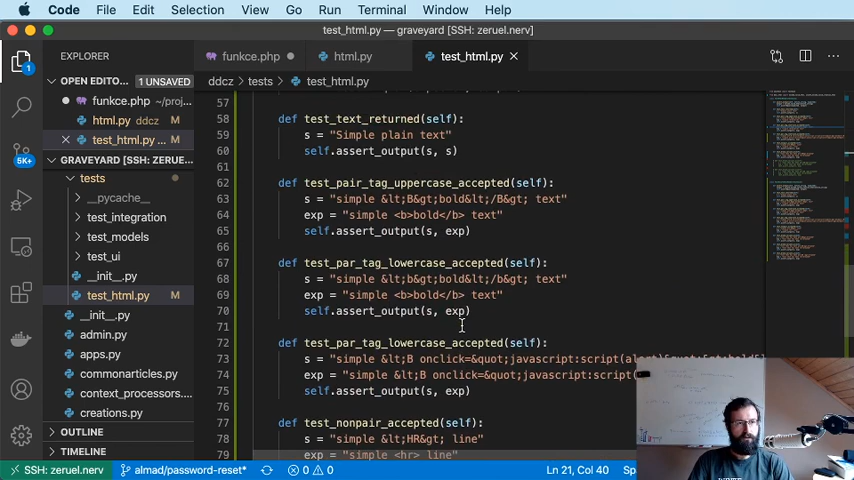 Code File Edit Selection View Go Run Terminal Window Help
test_html.py — graveyard [SSH: zeruel.nerv]
EXPLORER
funkce.php
html.py
test_html.py
ddcz > tests > test_html.py
OPEN EDITO... 1 UNSAVED
funkce.php ~/proj...
html.py ddcz M
test_html.py ... M
GRAVEYARD [SSH: ZERUEL.NE...
tests
__pycache__
test_integration
test_models
test_ui
__init__.py
test_html.py M
__init__.py
admin.py
apps.py
commonarticles.py
context_processors....
creations.py
OUTLINE
TIMELINE
1
5K+
57
58 def test_text_returned(self):
59 s = "Simple plain text"
60 self.assert_output(s, s)
61
62 def test_pair_tag_uppercase_accepted(self):
63 s = "simple &lt;B&gt;bold&lt;/B&gt; text"
64 exp = "simple <b>bold</b> text"
65 self.assert_output(s, exp)
66
67 def test_par_tag_lowercase_accepted(self):
68 s = "simple &lt;b&gt;bold&lt;/b&gt; text"
69 exp = "simple <b>bold</b> text"
70 self.assert_output(s, exp)
71
72 def test_par_tag_lowercase_accepted(self):
73 s = "simple &lt;B onclick=&quot;javascript:script(alert)&quot;&gt;bold
74 exp = "simple &lt;B onclick=&quot;javascript:script(
75 self.assert_output(s, exp)
76
77 def test_nonpair_accepted(self):
78 s = "simple &lt;HR&gt; line"
79 exp = "simple <hr> line"
SSH: zeruel.nerv almad/password-reset* 0 0 Ln 21, Col 40